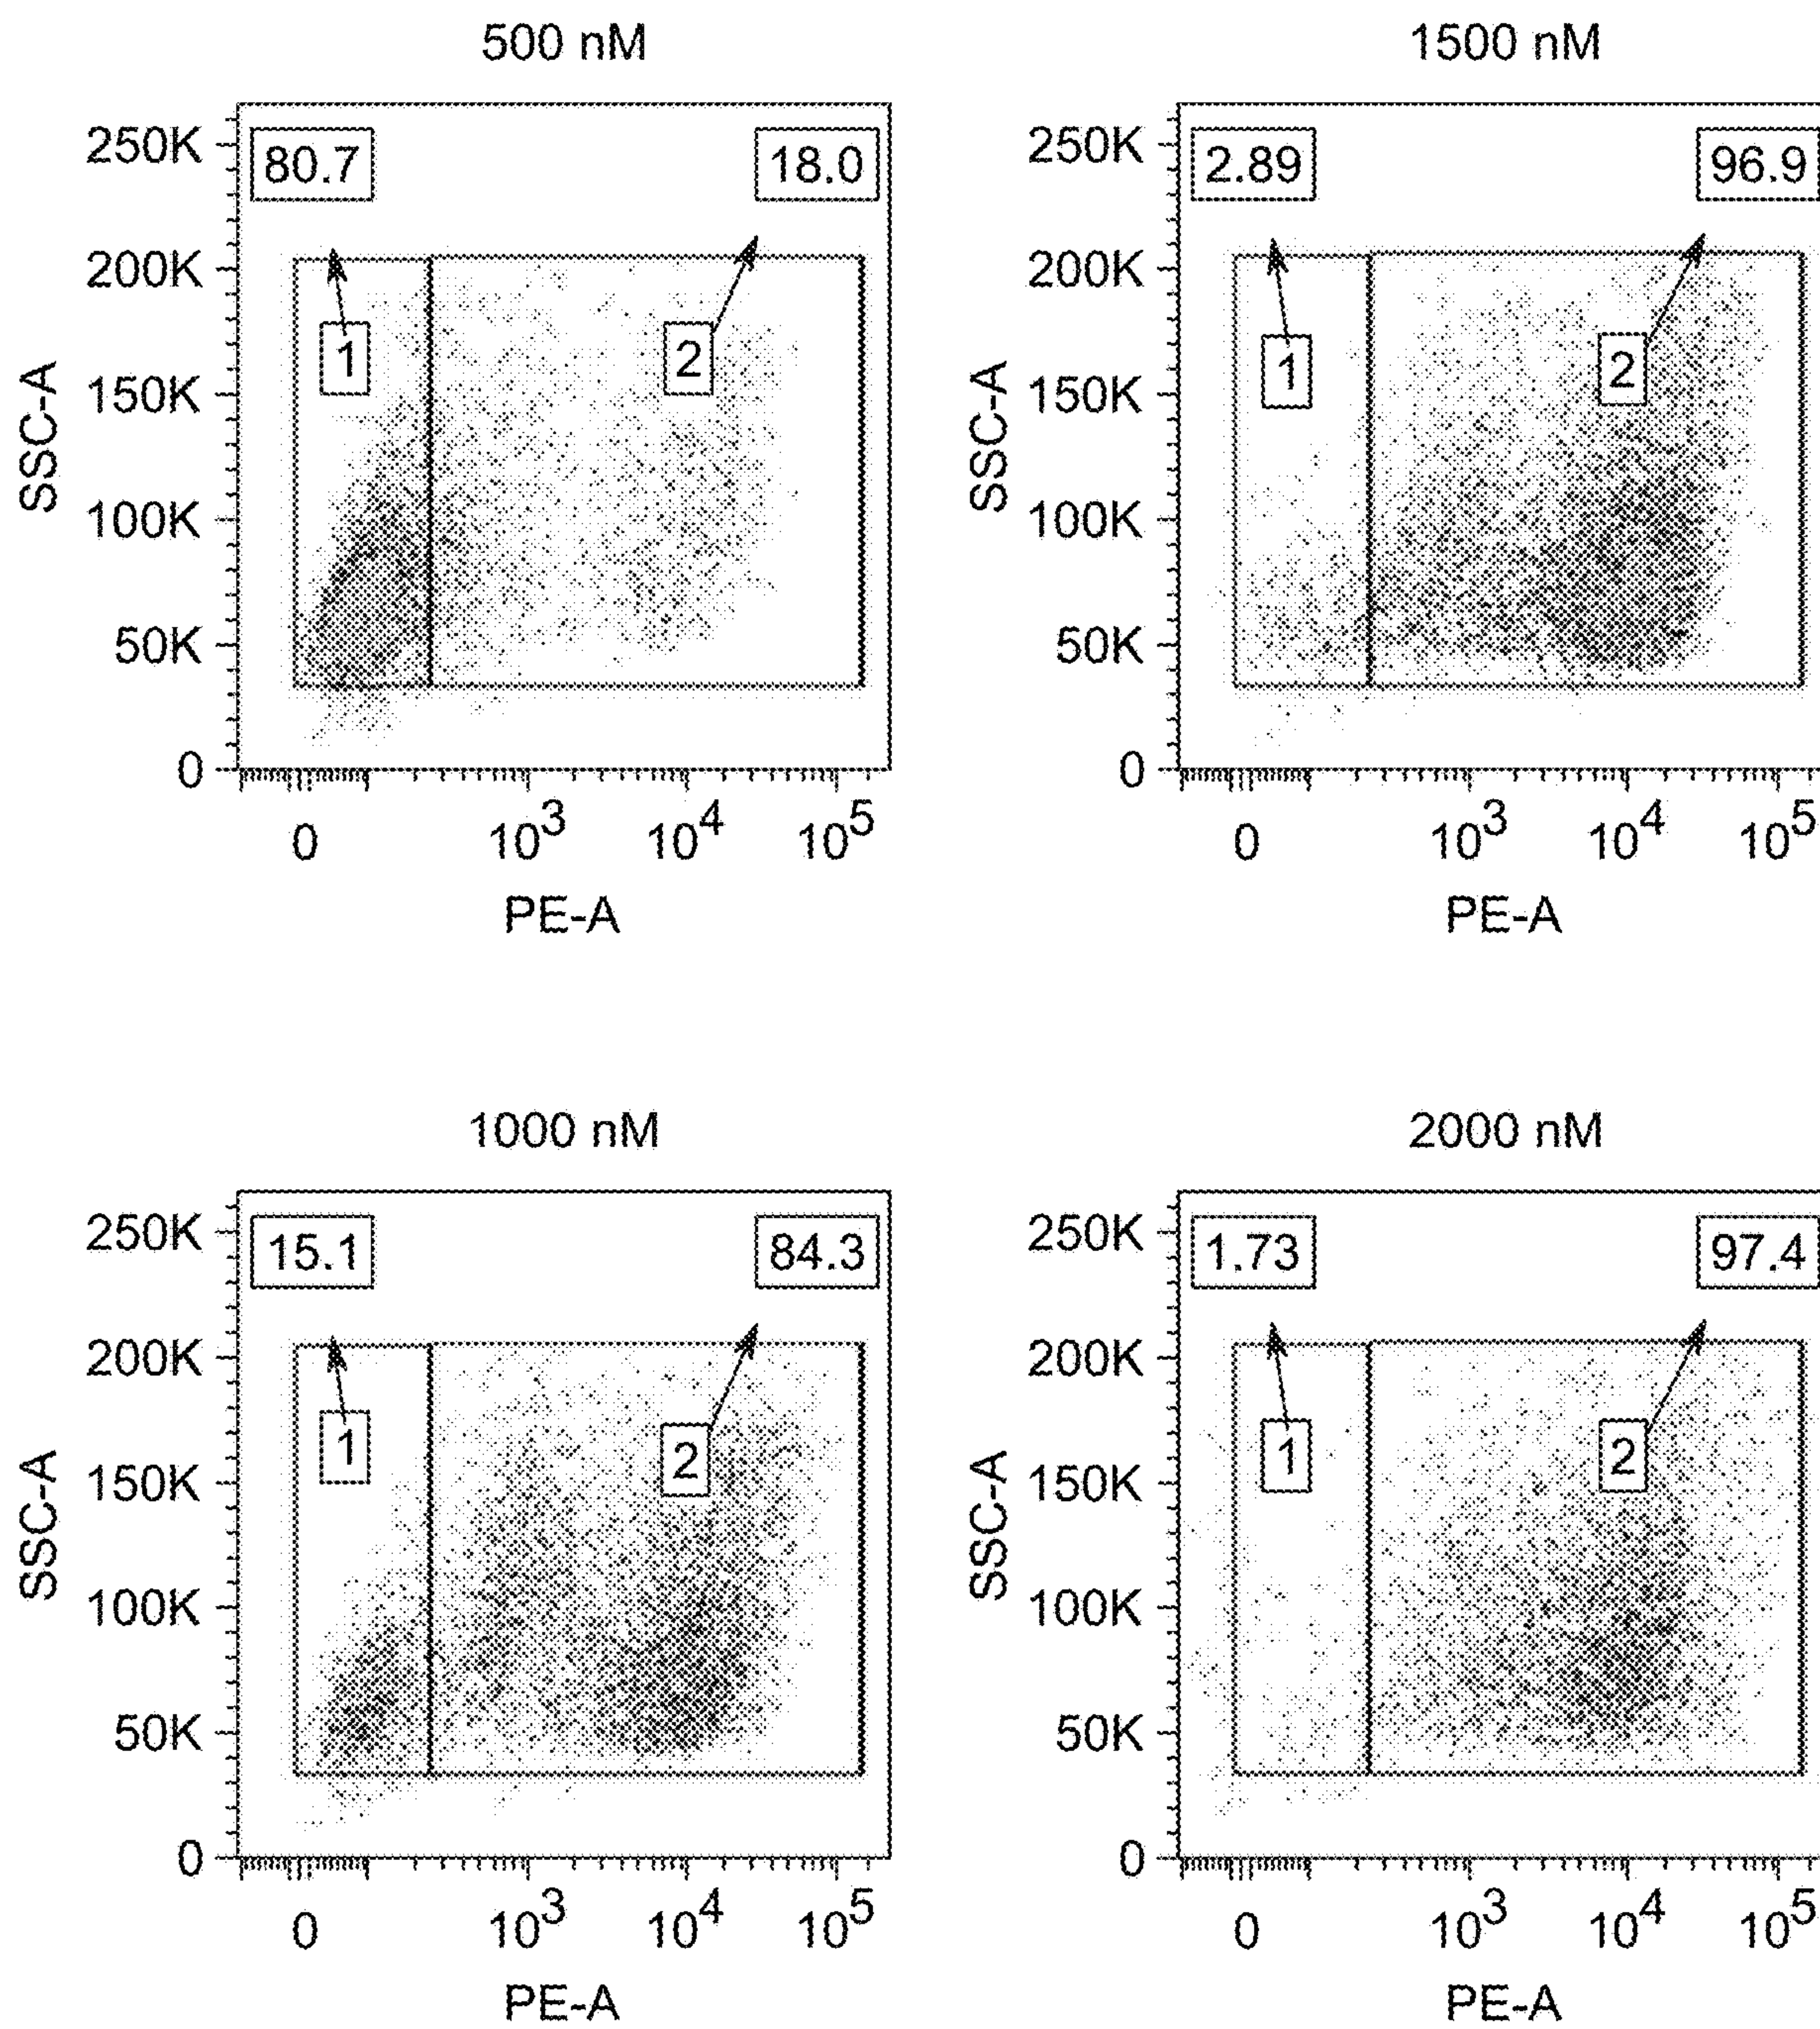 500 nM
250K
200K
150K
100K
50K
0
SSC-A
80.7
18.0
1
2
0
10^3
10^4
10^5
PE-A
1500 nM
250K
200K
150K
100K
50K
0
SSC-A
2.89
96.9
1
2
0
10^3
10^4
10^5
PE-A
1000 nM
250K
200K
150K
100K
50K
0
SSC-A
15.1
84.3
1
2
0
10^3
10^4
10^5
PE-A
2000 nM
250K
200K
150K
100K
50K
0
SSC-A
1.73
97.4
1
2
0
10^3
10^4
10^5
PE-A